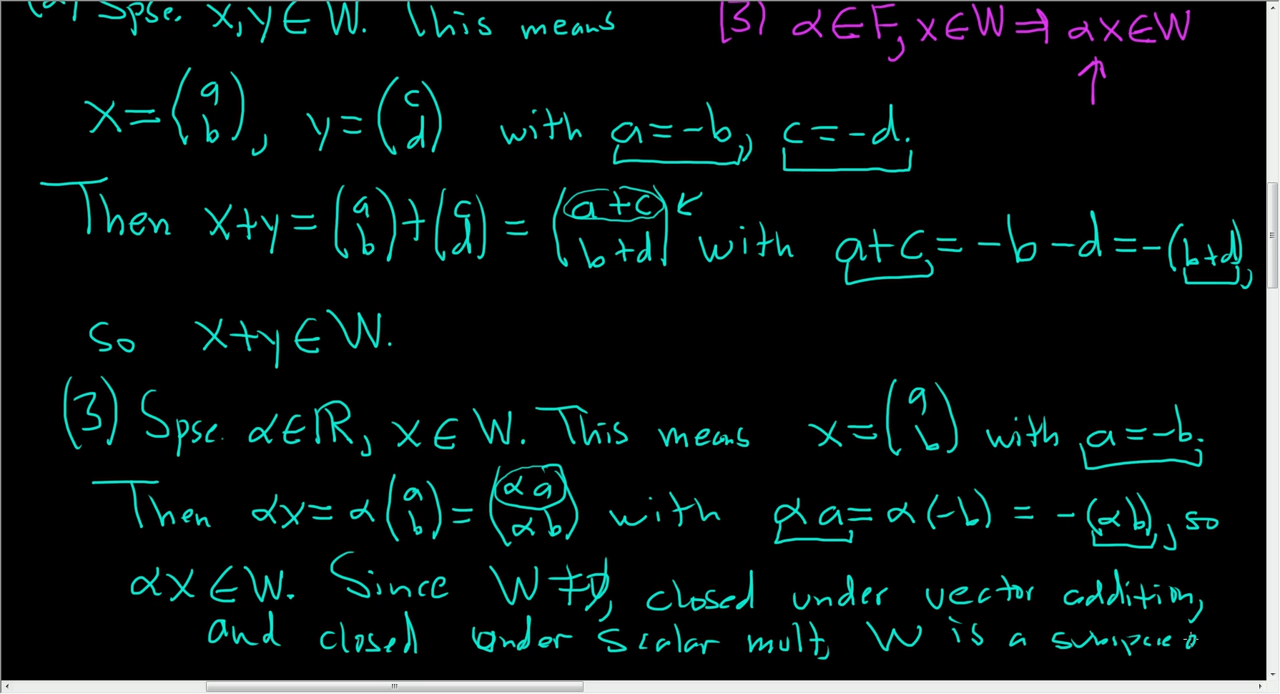 (2) Spse. x, y ∈ W. This means
(3) α ∈ F, x ∈ W ⇒ αx ∈ W
x = (a b), y = (c d) with a = -b, c = -d.
Then x+y = (a b) + (c d) = (a+c b+d) with a+c = -b-d = -(b+d),
so x+y ∈ W.
(3) Spse. α ∈ ℝ, x ∈ W. This means x = (a b) with a = -b.
Then αx = α(a b) = (αa αb) with αa = α(-b) = -(αb), so
αx ∈ W. Since W ≠ ∅, closed under vector addition,
and closed under scalar mult, W is a subspace